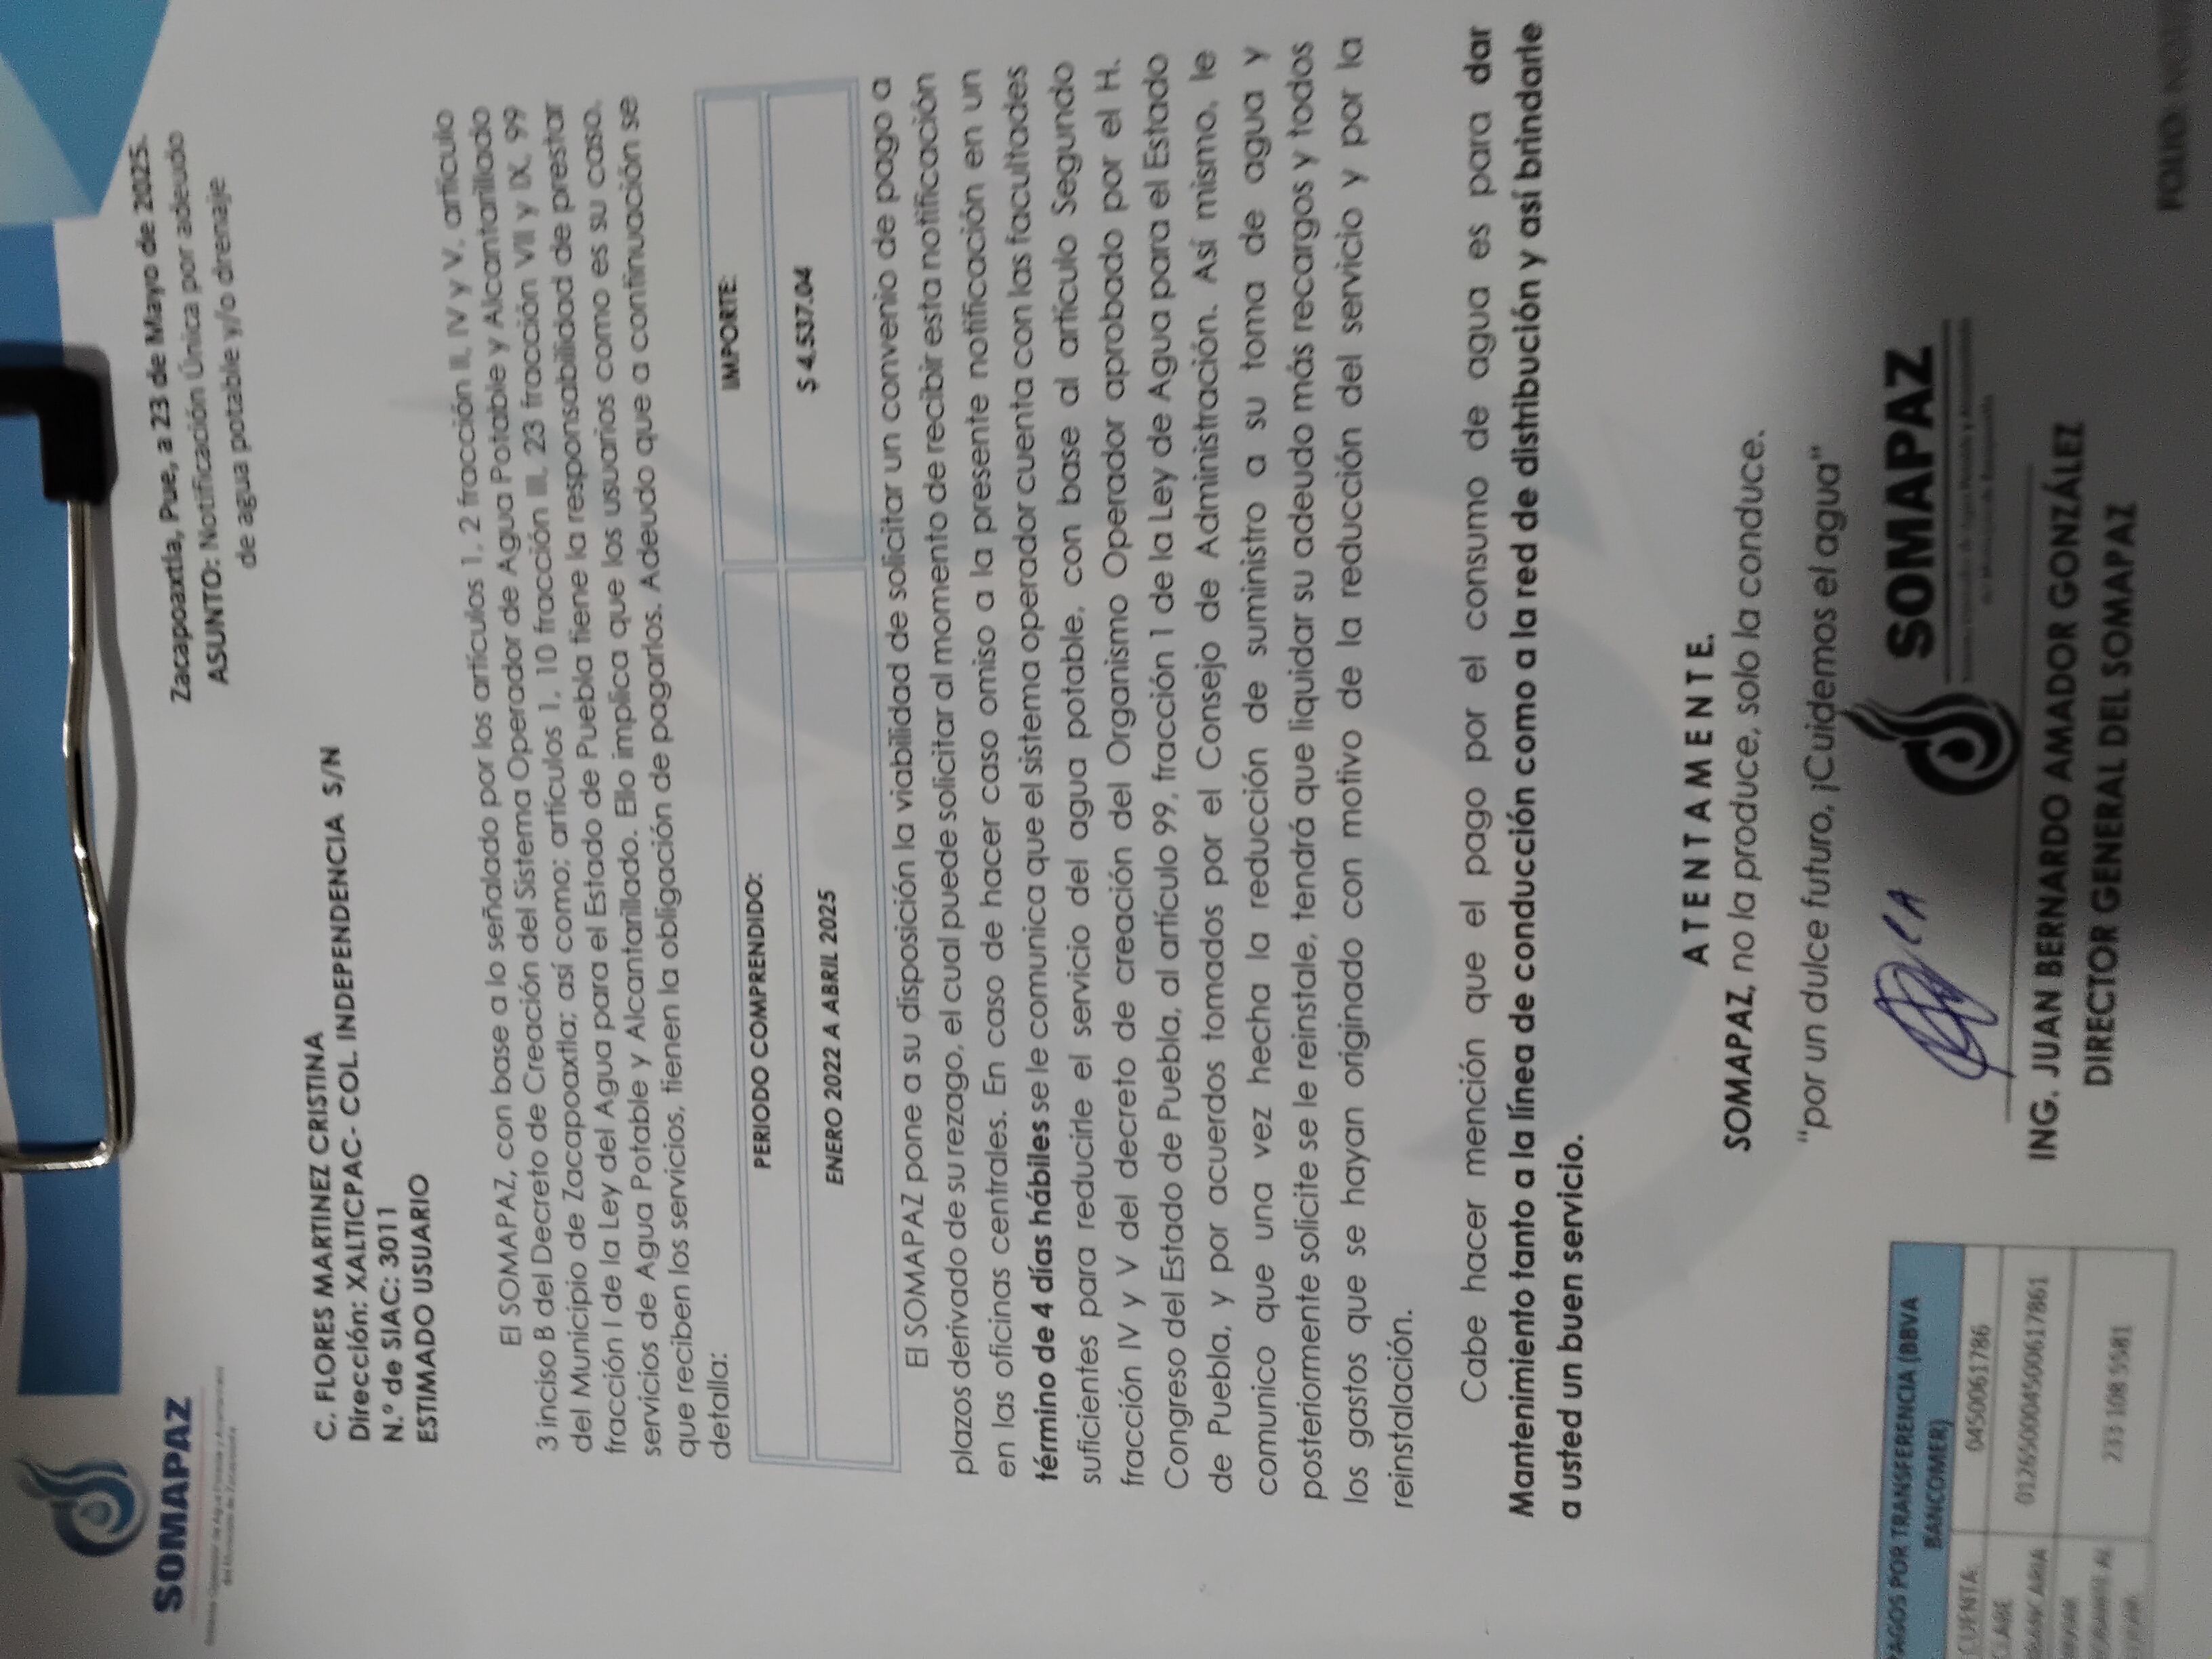 SOMAPAZ
Sistema Operador de Agua Potable y Alcantarillado
del Municipio de Zacapoaxtla
Zacapoaxtla, Pue, a 23 de Mayo de 2025.
ASUNTO: Notificación Única por adeudo
de agua potable y/o drenaje
C. FLORES MARTINEZ CRISTINA
Dirección: XALTICPAC- COL. INDEPENDENCIA S/N
N.º de SIAC: 3011
ESTIMADO USUARIO
El SOMAPAZ, con base a lo señalado por los artículos 1, 2 fracción II, IV y V, artículo
3 inciso B del Decreto de Creación del Sistema Operador de Agua Potable y Alcantarillado
del Municipio de Zacapoaxtla; así como; artículos 1, 10 fracción III, 23 fracción VII y IX, 99
fracción I de la Ley del Agua para el Estado de Puebla tiene la responsabilidad de prestar
servicios de Agua Potable y Alcantarillado. Ello implica que los usuarios como es su caso,
que reciben los servicios, tienen la obligación de pagarlos. Adeudo que a continuación se
detalla:
PERIODO COMPRENDIDO: IMPORTE:
ENERO 2022 A ABRIL 2025 $ 4,537.04
El SOMAPAZ pone a su disposición la viabilidad de solicitar un convenio de pago a
plazos derivado de su rezago, el cual puede solicitar al momento de recibir esta notificación
en las oficinas centrales. En caso de hacer caso omiso a la presente notificación en un
término de 4 días hábiles se le comunica que el sistema operador cuenta con las facultades
suficientes para reducirle el servicio del agua potable, con base al artículo Segundo
fracción IV y V del decreto de creación del Organismo Operador aprobado por el H.
Congreso del Estado de Puebla, al artículo 99, fracción 1 de la Ley de Agua para el Estado
de Puebla, y por acuerdos tomados por el Consejo de Administración. Así mismo, le
comunico que una vez hecha la reducción de suministro a su toma de agua y
posteriormente solicite se le reinstale, tendrá que liquidar su adeudo más recargos y todos
los gastos que se hayan originado con motivo de la reducción del servicio y por la
reinstalación.
Cabe hacer mención que el pago por el consumo de agua es para dar
Mantenimiento tanto a la línea de conducción como a la red de distribución y así brindarle
a usted un buen servicio.
ATENTAMENTE.
SOMAPAZ, no la produce, solo la conduce.
"por un dulce futuro, ¡Cuidemos el agua"
PAGOS POR TRANSFERENCIA (BBVA
BANCOMER)
CUENTA: 0450061786
CLABE
BANCARIA 012650004500617861
233 108 5581
CA
SOMAPAZ
Sistema Operador de Agua Potable y Alcantarillado
del Municipio de Zacapoaxtla
ING. JUAN BERNARDO AMADOR GONZÁLEZ
DIRECTOR GENERAL DEL SOMAPAZ
FOLIO: